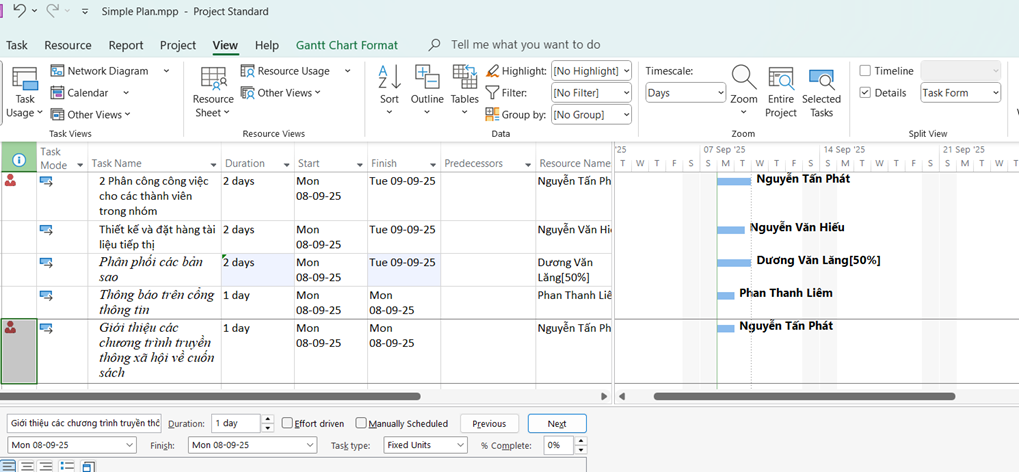 Simple Plan.mpp - Project Standard
Task Resource Report Project View Help Gantt Chart Format Tell me what you want to do
Task
Usage
Network Diagram
Calendar
Other Views
Task Views
Resource
Sheet
Resource Usage
Other Views
Resource Views
A
Z
Sort
Outline
Tables
Highlight: [No Highlight]
Filter: [No Filter]
Group by: [No Group]
Data
Timescale:
Days
Zoom
Entire
Project
Selected
Tasks
Zoom
Timeline
Details Task Form
Split View
Task
Mode
Task Name Duration Start Finish Predecessors Resource Name
'25 07 Sep '25 14 Sep '25 21 Sep '25
T W T F S S M T W T F S S M T W T F S S M T W T
2 Phân công công việc
cho các thành viên
trong nhóm
2 days
Mon
08-09-25
Tue 09-09-25
Nguyễn Tấn Ph
Nguyễn Tấn Phát
Thiết kế và đặt hàng tài
liệu tiếp thị
2 days
Mon
08-09-25
Tue 09-09-25
Nguyễn Văn Hi
Nguyễn Văn Hiếu
Phân phối các bản
sao
2 days
Mon
08-09-25
Tue 09-09-25
Dương Văn
Lăng[50%]
Dương Văn Lăng[50%]
Thông báo trên cổng
thông tin
1 day
Mon
08-09-25
Mon
08-09-25
Phan Thanh Liê
Phan Thanh Liêm
Giới thiệu các
chương trình truyền
thông xã hội về cuốn
sách
1 day
Mon
08-09-25
Mon
08-09-25
Nguyễn Tấn Ph
Nguyễn Tấn Phát
Giới thiệu các chương trình truyền thô Duration: 1 day Effort driven Manually Scheduled Previous Next
Mon 08-09-25 Finish: Mon 08-09-25 Task type: Fixed Units % Complete: 0%